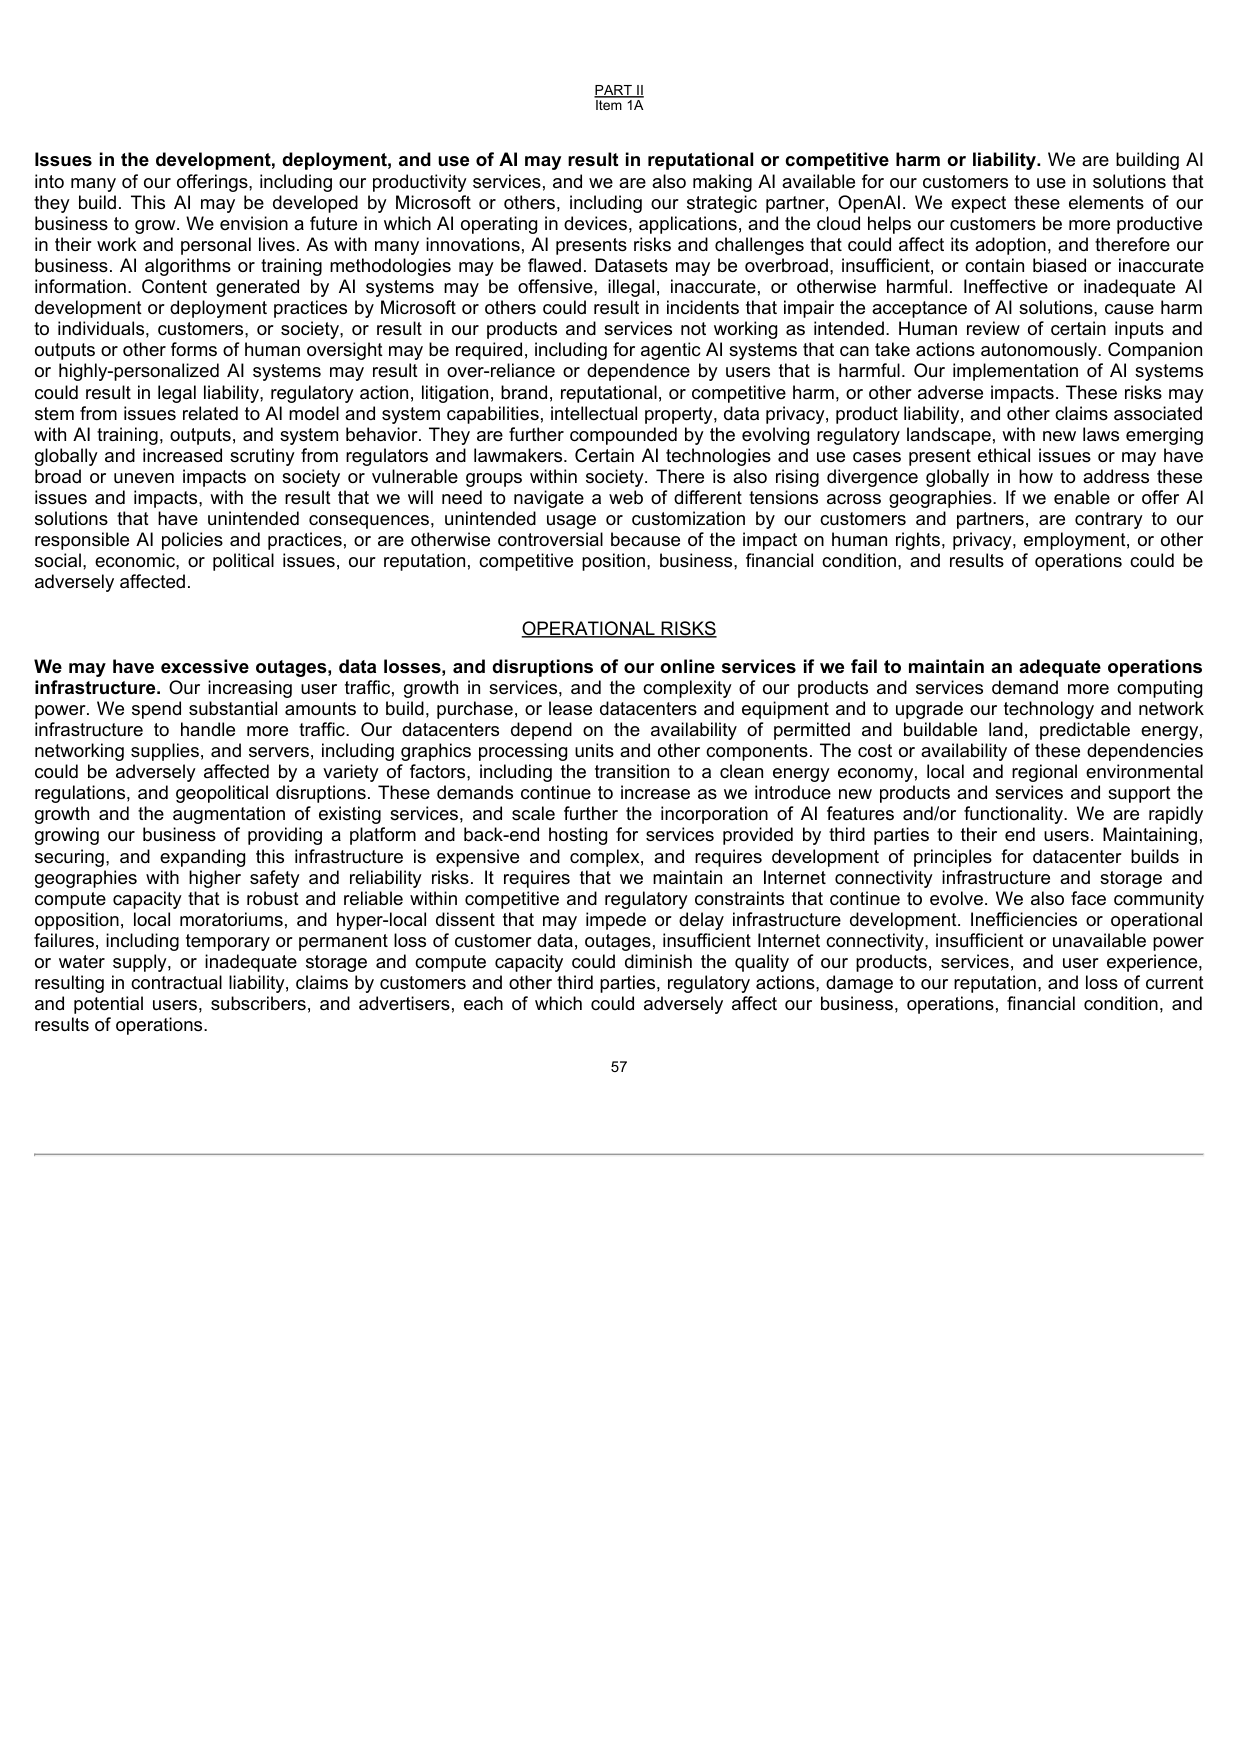 PART II
Item 1A
Issues in the development, deployment, and use of AI may result in reputational or competitive harm or liability. We are building AI
into many of our offerings, including our productivity services, and we are also making AI available for our customers to use in solutions that
they build. This AI may be developed by Microsoft or others, including our strategic partner, OpenAI. We expect these elements of our
business to grow. We envision a future in which AI operating in devices, applications, and the cloud helps our customers be more productive
in their work and personal lives. As with many innovations, AI presents risks and challenges that could affect its adoption, and therefore our
business. AI algorithms or training methodologies may be flawed. Datasets may be overbroad, insufficient, or contain biased or inaccurate
information. Content generated by AI systems may be offensive, illegal, inaccurate, or otherwise harmful. Ineffective or inadequate AI
development or deployment practices by Microsoft or others could result in incidents that impair the acceptance of AI solutions, cause harm
to individuals, customers, or society, or result in our products and services not working as intended. Human review of certain inputs and
outputs or other forms of human oversight may be required, including for agentic AI systems that can take actions autonomously. Companion
or highly-personalized AI systems may result in over-reliance or dependence by users that is harmful. Our implementation of AI systems
could result in legal liability, regulatory action, litigation, brand, reputational, or competitive harm, or other adverse impacts. These risks may
stem from issues related to AI model and system capabilities, intellectual property, data privacy, product liability, and other claims associated
with AI training, outputs, and system behavior. They are further compounded by the evolving regulatory landscape, with new laws emerging
globally and increased scrutiny from regulators and lawmakers. Certain AI technologies and use cases present ethical issues or may have
broad or uneven impacts on society or vulnerable groups within society. There is also rising divergence globally in how to address these
issues and impacts, with the result that we will need to navigate a web of different tensions across geographies. If we enable or offer AI
solutions that have unintended consequences, unintended usage or customization by our customers and partners, are contrary to our
responsible AI policies and practices, or are otherwise controversial because of the impact on human rights, privacy, employment, or other
social, economic, or political issues, our reputation, competitive position, business, financial condition, and results of operations could be
adversely affected.
OPERATIONAL RISKS
We may have excessive outages, data losses, and disruptions of our online services if we fail to maintain an adequate operations
infrastructure. Our increasing user traffic, growth in services, and the complexity of our products and services demand more computing
power. We spend substantial amounts to build, purchase, or lease datacenters and equipment and to upgrade our technology and network
infrastructure to handle more traffic. Our datacenters depend on the availability of permitted and buildable land, predictable energy,
networking supplies, and servers, including graphics processing units and other components. The cost or availability of these dependencies
could be adversely affected by a variety of factors, including the transition to a clean energy economy, local and regional environmental
regulations, and geopolitical disruptions. These demands continue to increase as we introduce new products and services and support the
growth and the augmentation of existing services, and scale further the incorporation of AI features and/or functionality. We are rapidly
growing our business of providing a platform and back-end hosting for services provided by third parties to their end users. Maintaining,
securing, and expanding this infrastructure is expensive and complex, and requires development of principles for datacenter builds in
geographies with higher safety and reliability risks. It requires that we maintain an Internet connectivity infrastructure and storage and
compute capacity that is robust and reliable within competitive and regulatory constraints that continue to evolve. We also face community
opposition, local moratoriums, and hyper-local dissent that may impede or delay infrastructure development. Inefficiencies or operational
failures, including temporary or permanent loss of customer data, outages, insufficient Internet connectivity, insufficient or unavailable power
or water supply, or inadequate storage and compute capacity could diminish the quality of our products, services, and user experience,
resulting in contractual liability, claims by customers and other third parties, regulatory actions, damage to our reputation, and loss of current
and potential users, subscribers, and advertisers, each of which could adversely affect our business, operations, financial condition, and
results of operations.
57